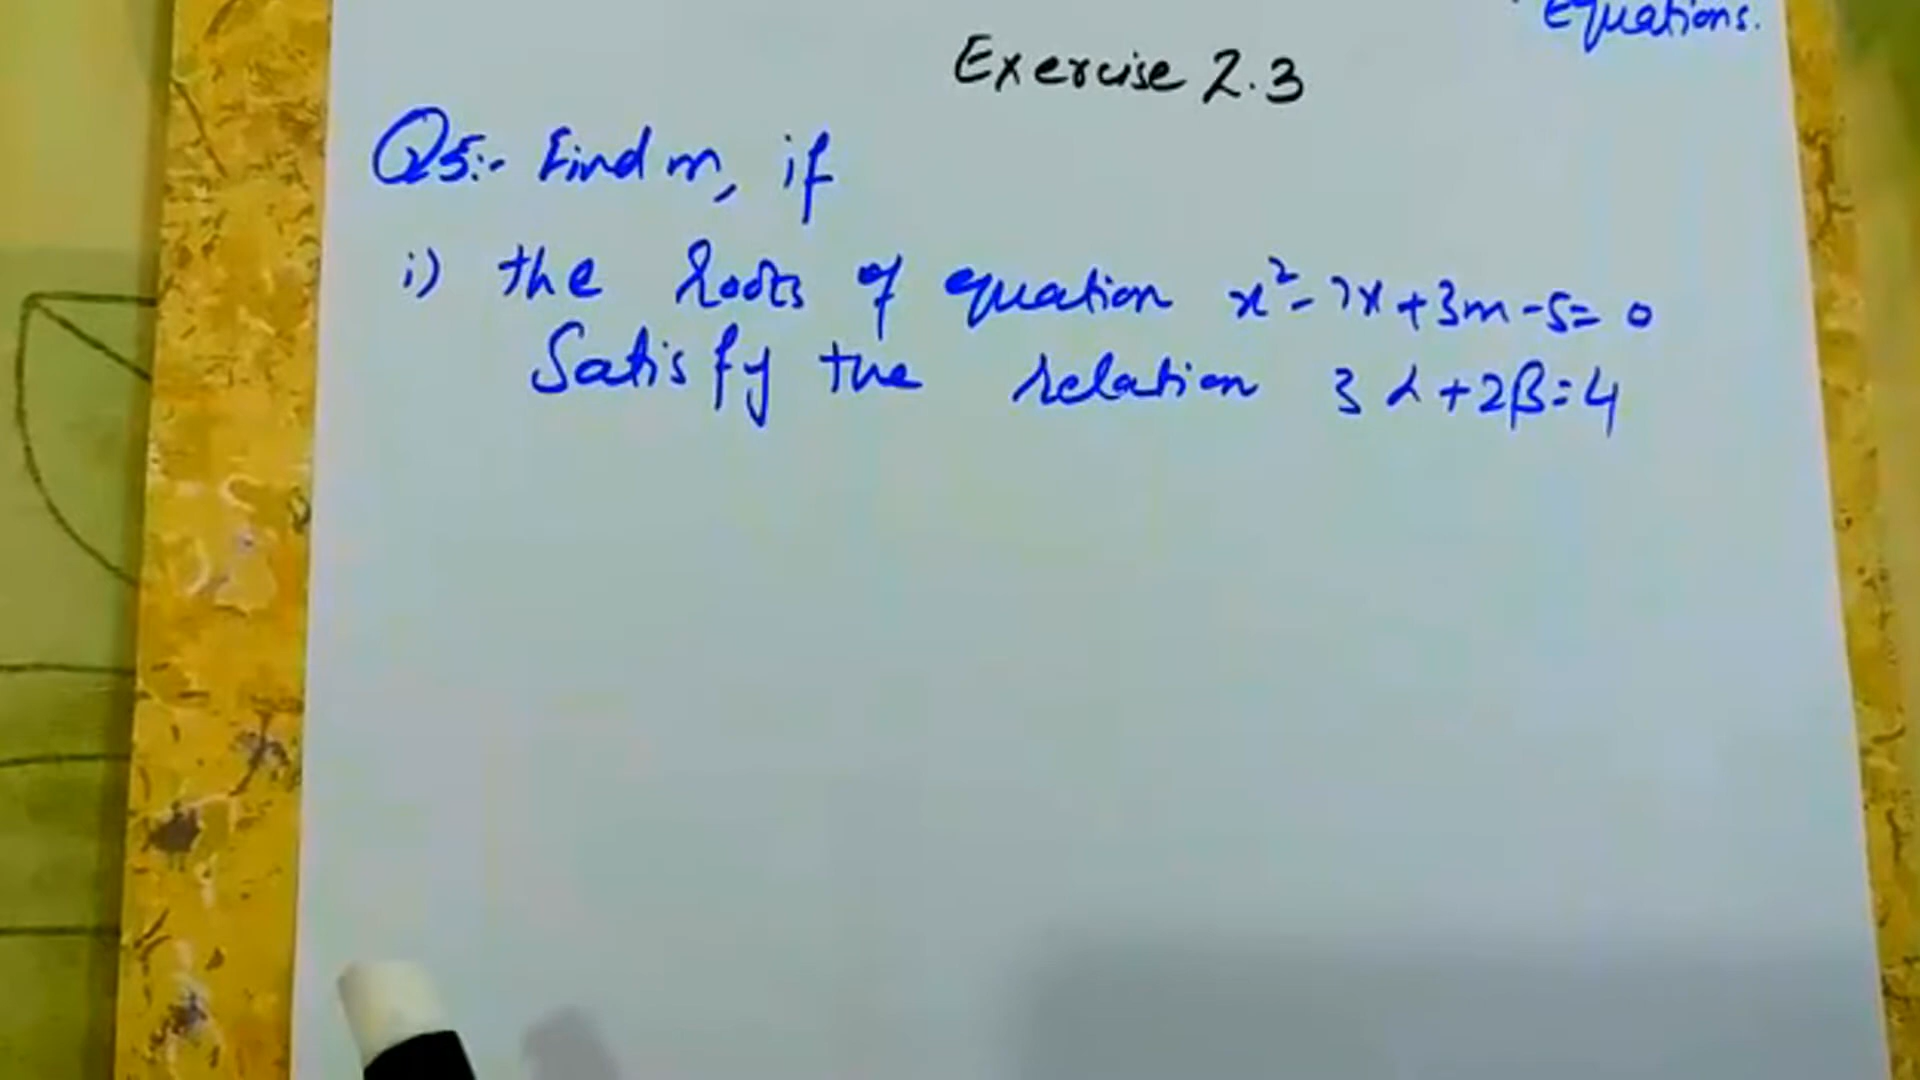 Equations.
Exercise 2.3
Q5:- Find m, if
i) the Roots of equation x²-7x+3m-5=0
Satisfy the relation 3α+2β=4